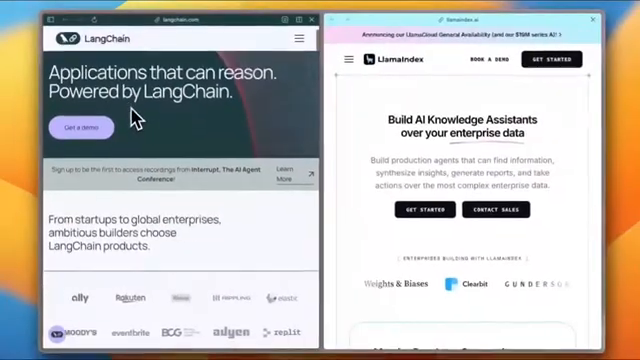 langchain.com
LangChain
Applications that can reason.
Powered by LangChain.
Get a demo
Sign up to be the first to access recordings from Interrupt, The AI Agent
Conference!
Learn
More
From startups to global enterprises,
ambitious builders choose
LangChain products.
ally
Rakuten
RIPPLING
elastic
MOODY'S
eventbrite
BCG
adyen
replit
llamaindex.ai
Announcing our LlamaCloud General Availability (and our $19M series A)!
LlamaIndex
BOOK A DEMO
GET STARTED
Build AI Knowledge Assistants
over your enterprise data
Build production agents that can find information,
synthesize insights, generate reports, and take
actions over the most complex enterprise data.
GET STARTED
CONTACT SALES
[ ENTERPRISES BUILDING WITH LLAMAINDEX ]
Weights & Biases
Clearbit
GUNDERSO